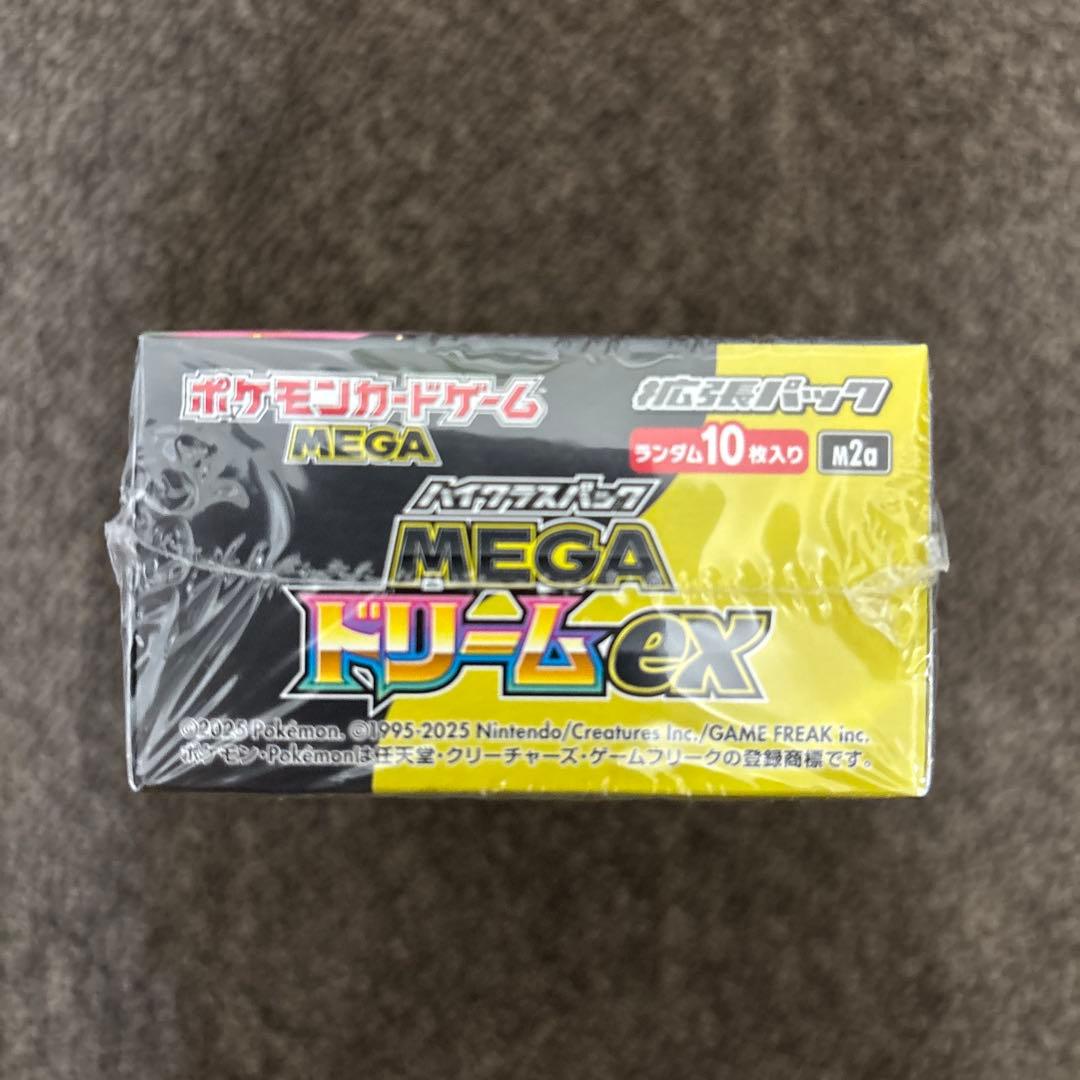 ポケモンカードゲーム
MEGA
拡張パック
ランダム10枚入り M2a
ハイクラスパック
MEGA
ドリームex
©2025 Pokémon. ©1995-2025 Nintendo/Creatures Inc./GAME FREAK inc.
ポケモン・Pokémonは任天堂・クリーチャーズ・ゲームフリークの登録商標です。